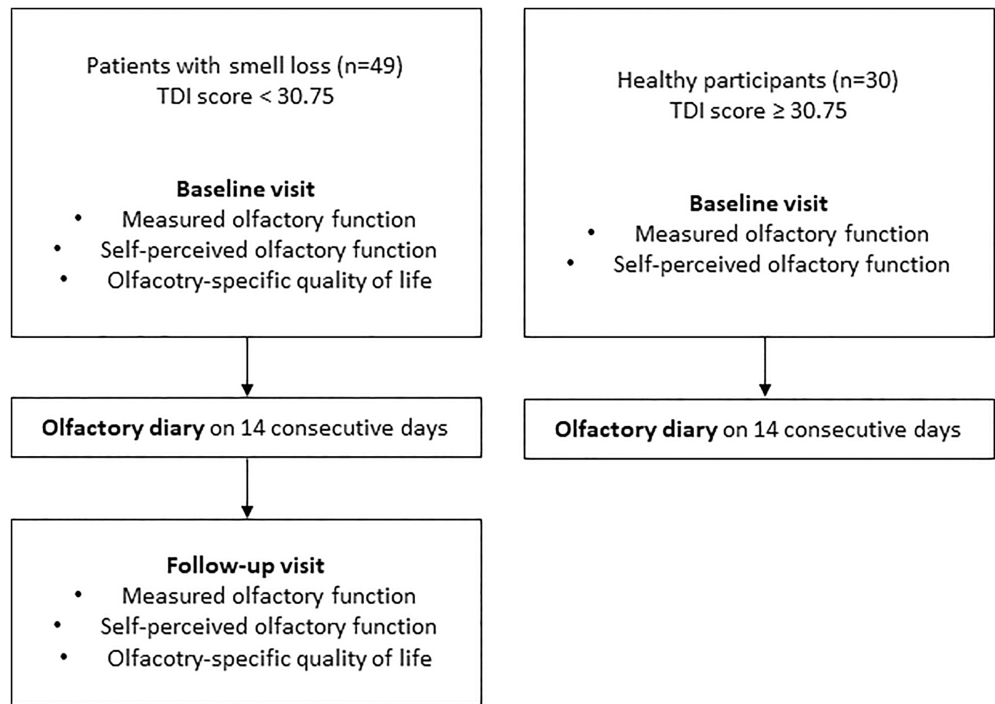 Patients with smell loss (n=49)
TDI score < 30.75
Baseline visit
• Measured olfactory function
• Self-perceived olfactory function
• Olfacotry-specific quality of life
Olfactory diary on 14 consecutive days
Follow-up visit
• Measured olfactory function
• Self-perceived olfactory function
• Olfacotry-specific quality of life
Healthy participants (n=30)
TDI score ≥ 30.75
Baseline visit
• Measured olfactory function
• Self-perceived olfactory function
Olfactory diary on 14 consecutive days